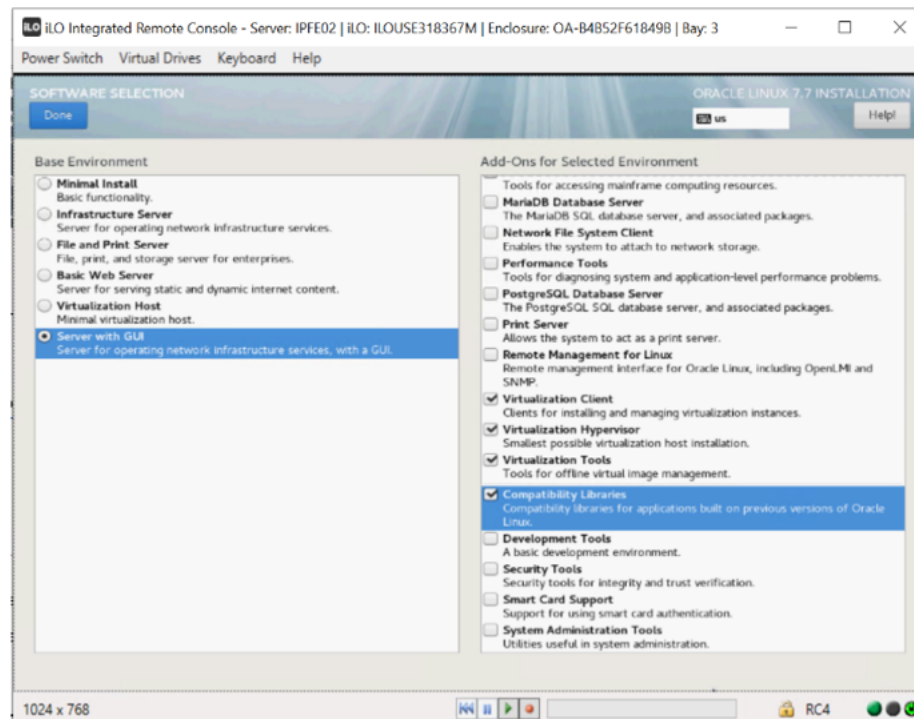 iLO iLO Integrated Remote Console - Server: IPFE02 | iLO: ILOUSE318367M | Enclosure: OA-B4B52F61849B | Bay: 3
Power Switch Virtual Drives Keyboard Help
SOFTWARE SELECTION
ORACLE LINUX 7.7 INSTALLATION
Done
us
Help!
Base Environment
Minimal Install
Basic functionality.
Infrastructure Server
Server for operating network infrastructure services.
File and Print Server
File, print, and storage server for enterprises.
Basic Web Server
Server for serving static and dynamic internet content.
Virtualization Host
Minimal virtualization host.
Server with GUI
Server for operating network infrastructure services, with a GUI.
Add-Ons for Selected Environment
Tools for accessing mainframe computing resources.
MariaDB Database Server
The MariaDB SQL database server, and associated packages.
Network File System Client
Enables the system to attach to network storage.
Performance Tools
Tools for diagnosing system and application-level performance problems.
PostgreSQL Database Server
The PostgreSQL SQL database server, and associated packages.
Print Server
Allows the system to act as a print server.
Remote Management for Linux
Remote management interface for Oracle Linux, including OpenLMI and
SNMP.
Virtualization Client
Clients for installing and managing virtualization instances.
Virtualization Hypervisor
Smallest possible virtualization host installation.
Virtualization Tools
Tools for offline virtual image management.
Compatibility Libraries
Compatibility libraries for applications built on previous versions of Oracle
Linux.
Development Tools
A basic development environment.
Security Tools
Security tools for integrity and trust verification.
Smart Card Support
Support for using smart card authentication.
System Administration Tools
Utilities useful in system administration.
1024 x 768
RC4